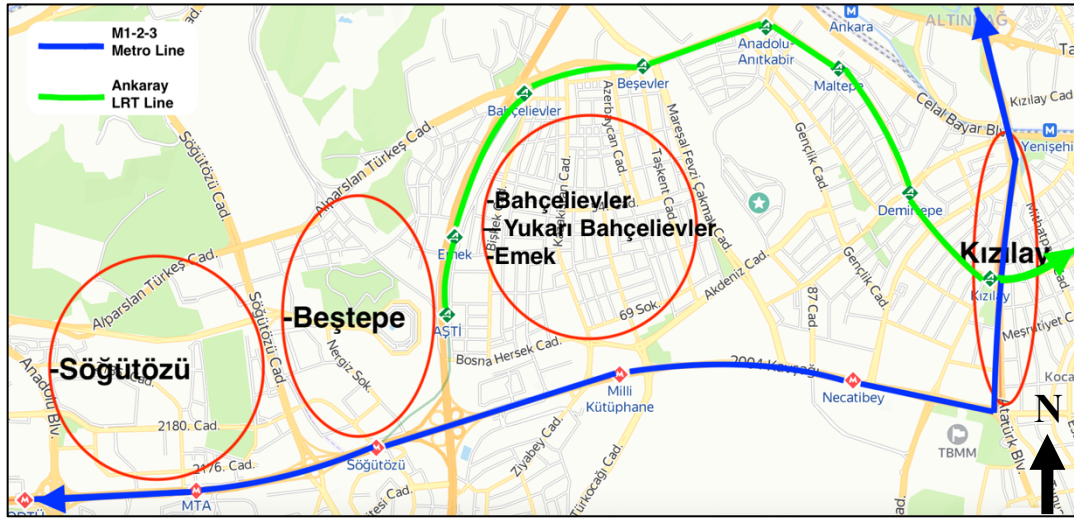 M1-2-3
Metro Line
Ankaray
LRT Line
ALTINDAĞ
Ankara
Anadolu-
Anıtkabir
Maltepe
Kızılay Cad.
Celal Bayar Blv.
Yenişehir
Beşevler
Bahçelievler
Söğütözü Cad.
Alparslan Türkeş Cad.
Azerbaycan Cad.
Mareşal Fevzi Çakmak Cad.
Taşkent Cad.
Gençlik Cad.
-Bahçelievler
- Yukarı Bahçelievler
-Emek
Demirtepe
Kızılay
Kızılay
Emek
Akdeniz Cad.
Gençlik Cad.
87 Cad.
Alparslan Türkeş Cad.
-Beştepe
AŞTİ
69 Sok.
Meşrutiyet Cad.
Söğütözü Cad.
Nergiz Sok.
Bosna Hersek Cad.
-Söğütözü
Anadolu Blv.
Milli
Kütüphane
Necatibey
N
2180. Cad.
Atatürk Blv.
TBMM
Söğütözü
2176. Cad.
Ziyabey Cad.
Türkocağı Cad.
MTA
ODTÜ